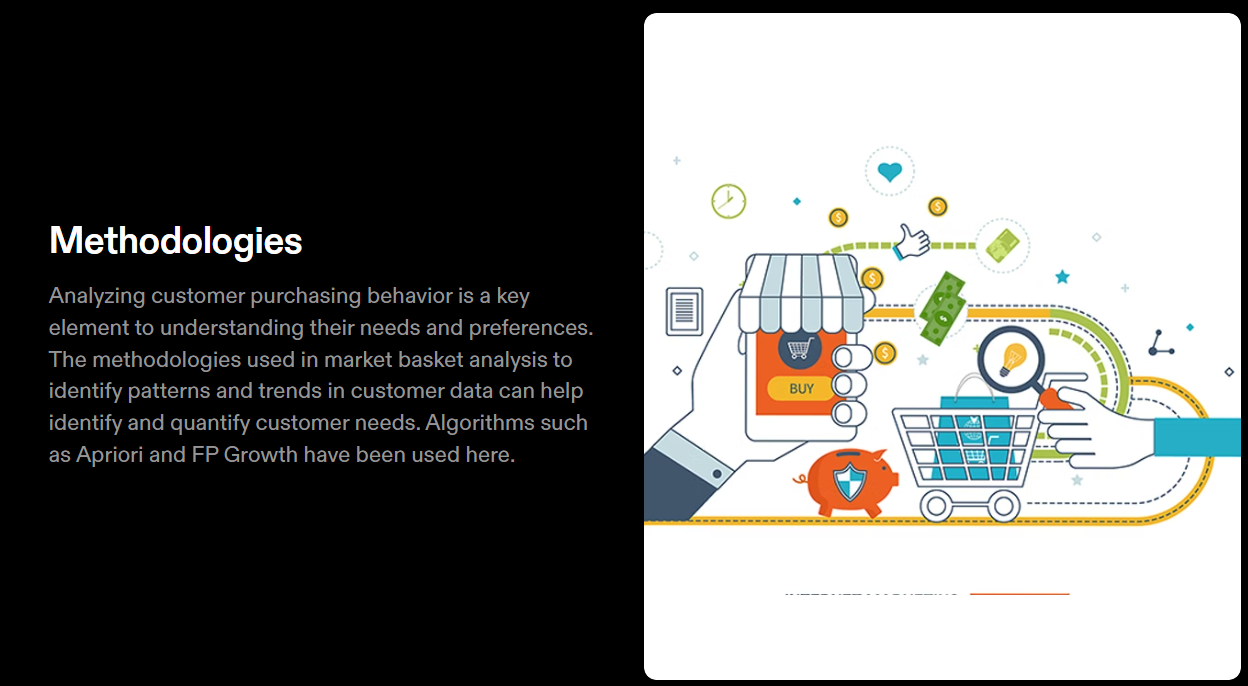 Methodologies
Analyzing customer purchasing behavior is a key
element to understanding their needs and preferences.
The methodologies used in market basket analysis to
identify patterns and trends in customer data can help
identify and quantify customer needs. Algorithms such
as Apriori and FP Growth have been used here.
BUY